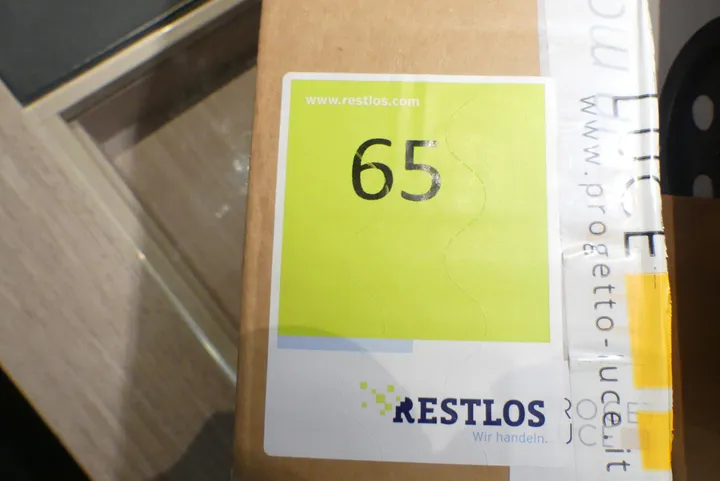 www.restlos.com
65
RESTLOS
Wir handeln.
www.progetto-luce.it